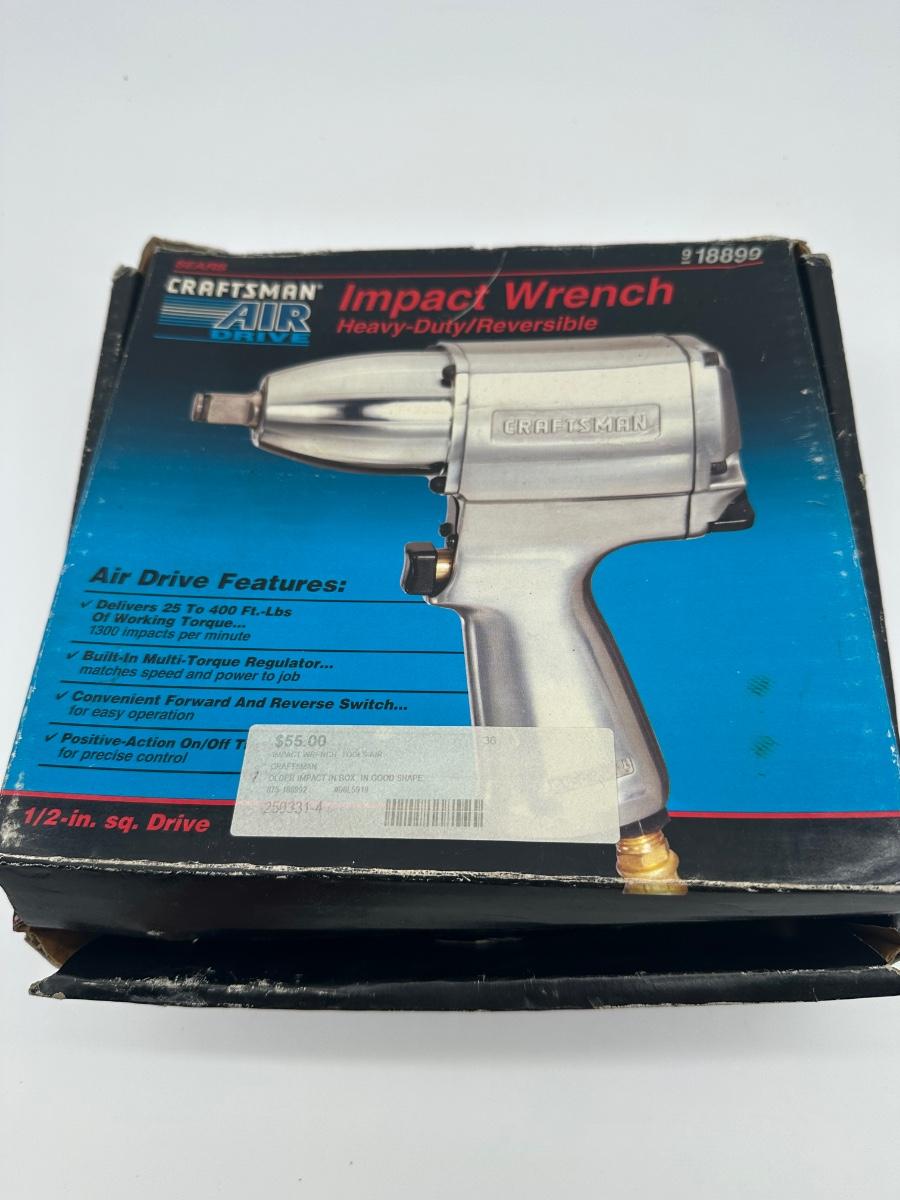 SEARS
CRAFTSMAN®
AIR
DRIVE
Impact Wrench
Heavy-Duty/Reversible
9 18899
CRAFTSMAN
Air Drive Features:
✓ Delivers 25 To 400 Ft.-Lbs
Of Working Torque...
1300 impacts per minute
✓ Built-In Multi-Torque Regulator...
matches speed and power to job
✓ Convenient Forward And Reverse Switch...
for easy operation
✓ Positive-Action On/Off T
for precise control
1/2-in. sq. Drive
$55.00
36
IMPACT WRENCH, TOOLS-AIR
CRAFTSMAN
OLDER IMPACT IN BOX, IN GOOD SHAPE,
250331-4